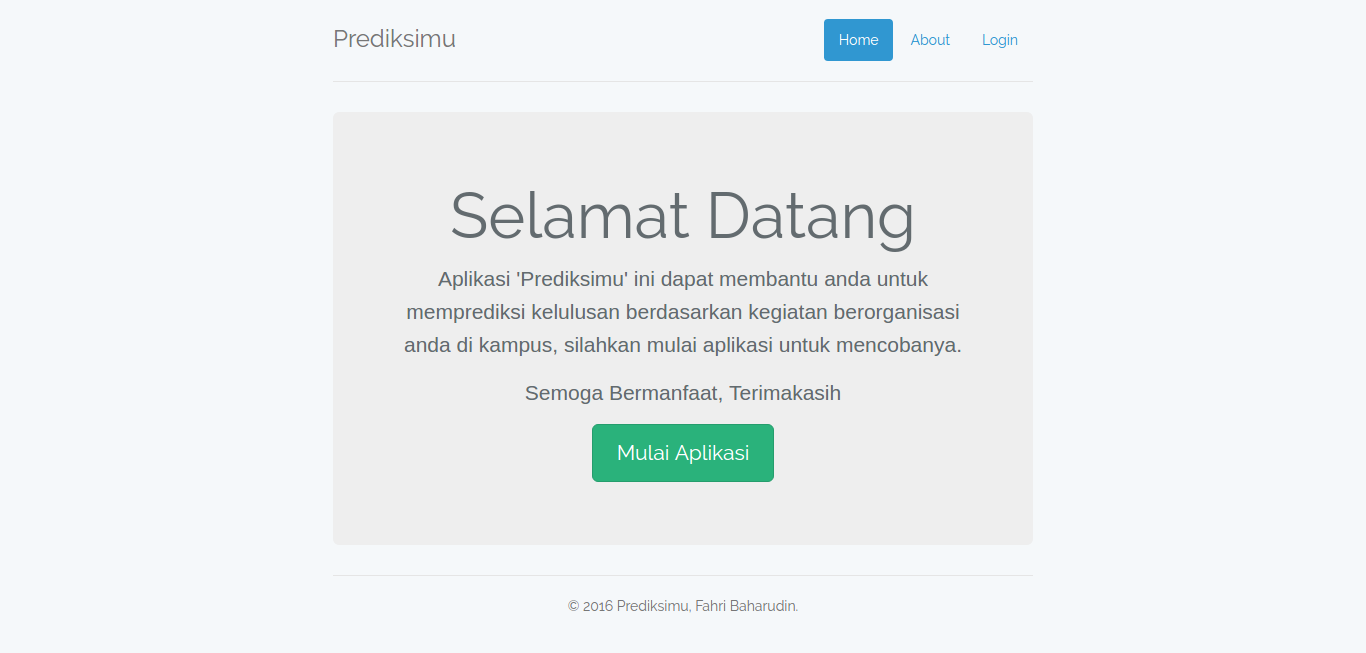 Prediksimu
Home
About
Login
Selamat Datang
Aplikasi 'Prediksimu' ini dapat membantu anda untuk
memprediksi kelulusan berdasarkan kegiatan berorganisasi
anda di kampus, silahkan mulai aplikasi untuk mencobanya.
Semoga Bermanfaat, Terimakasih
Mulai Aplikasi
© 2016 Prediksimu, Fahri Baharudin.